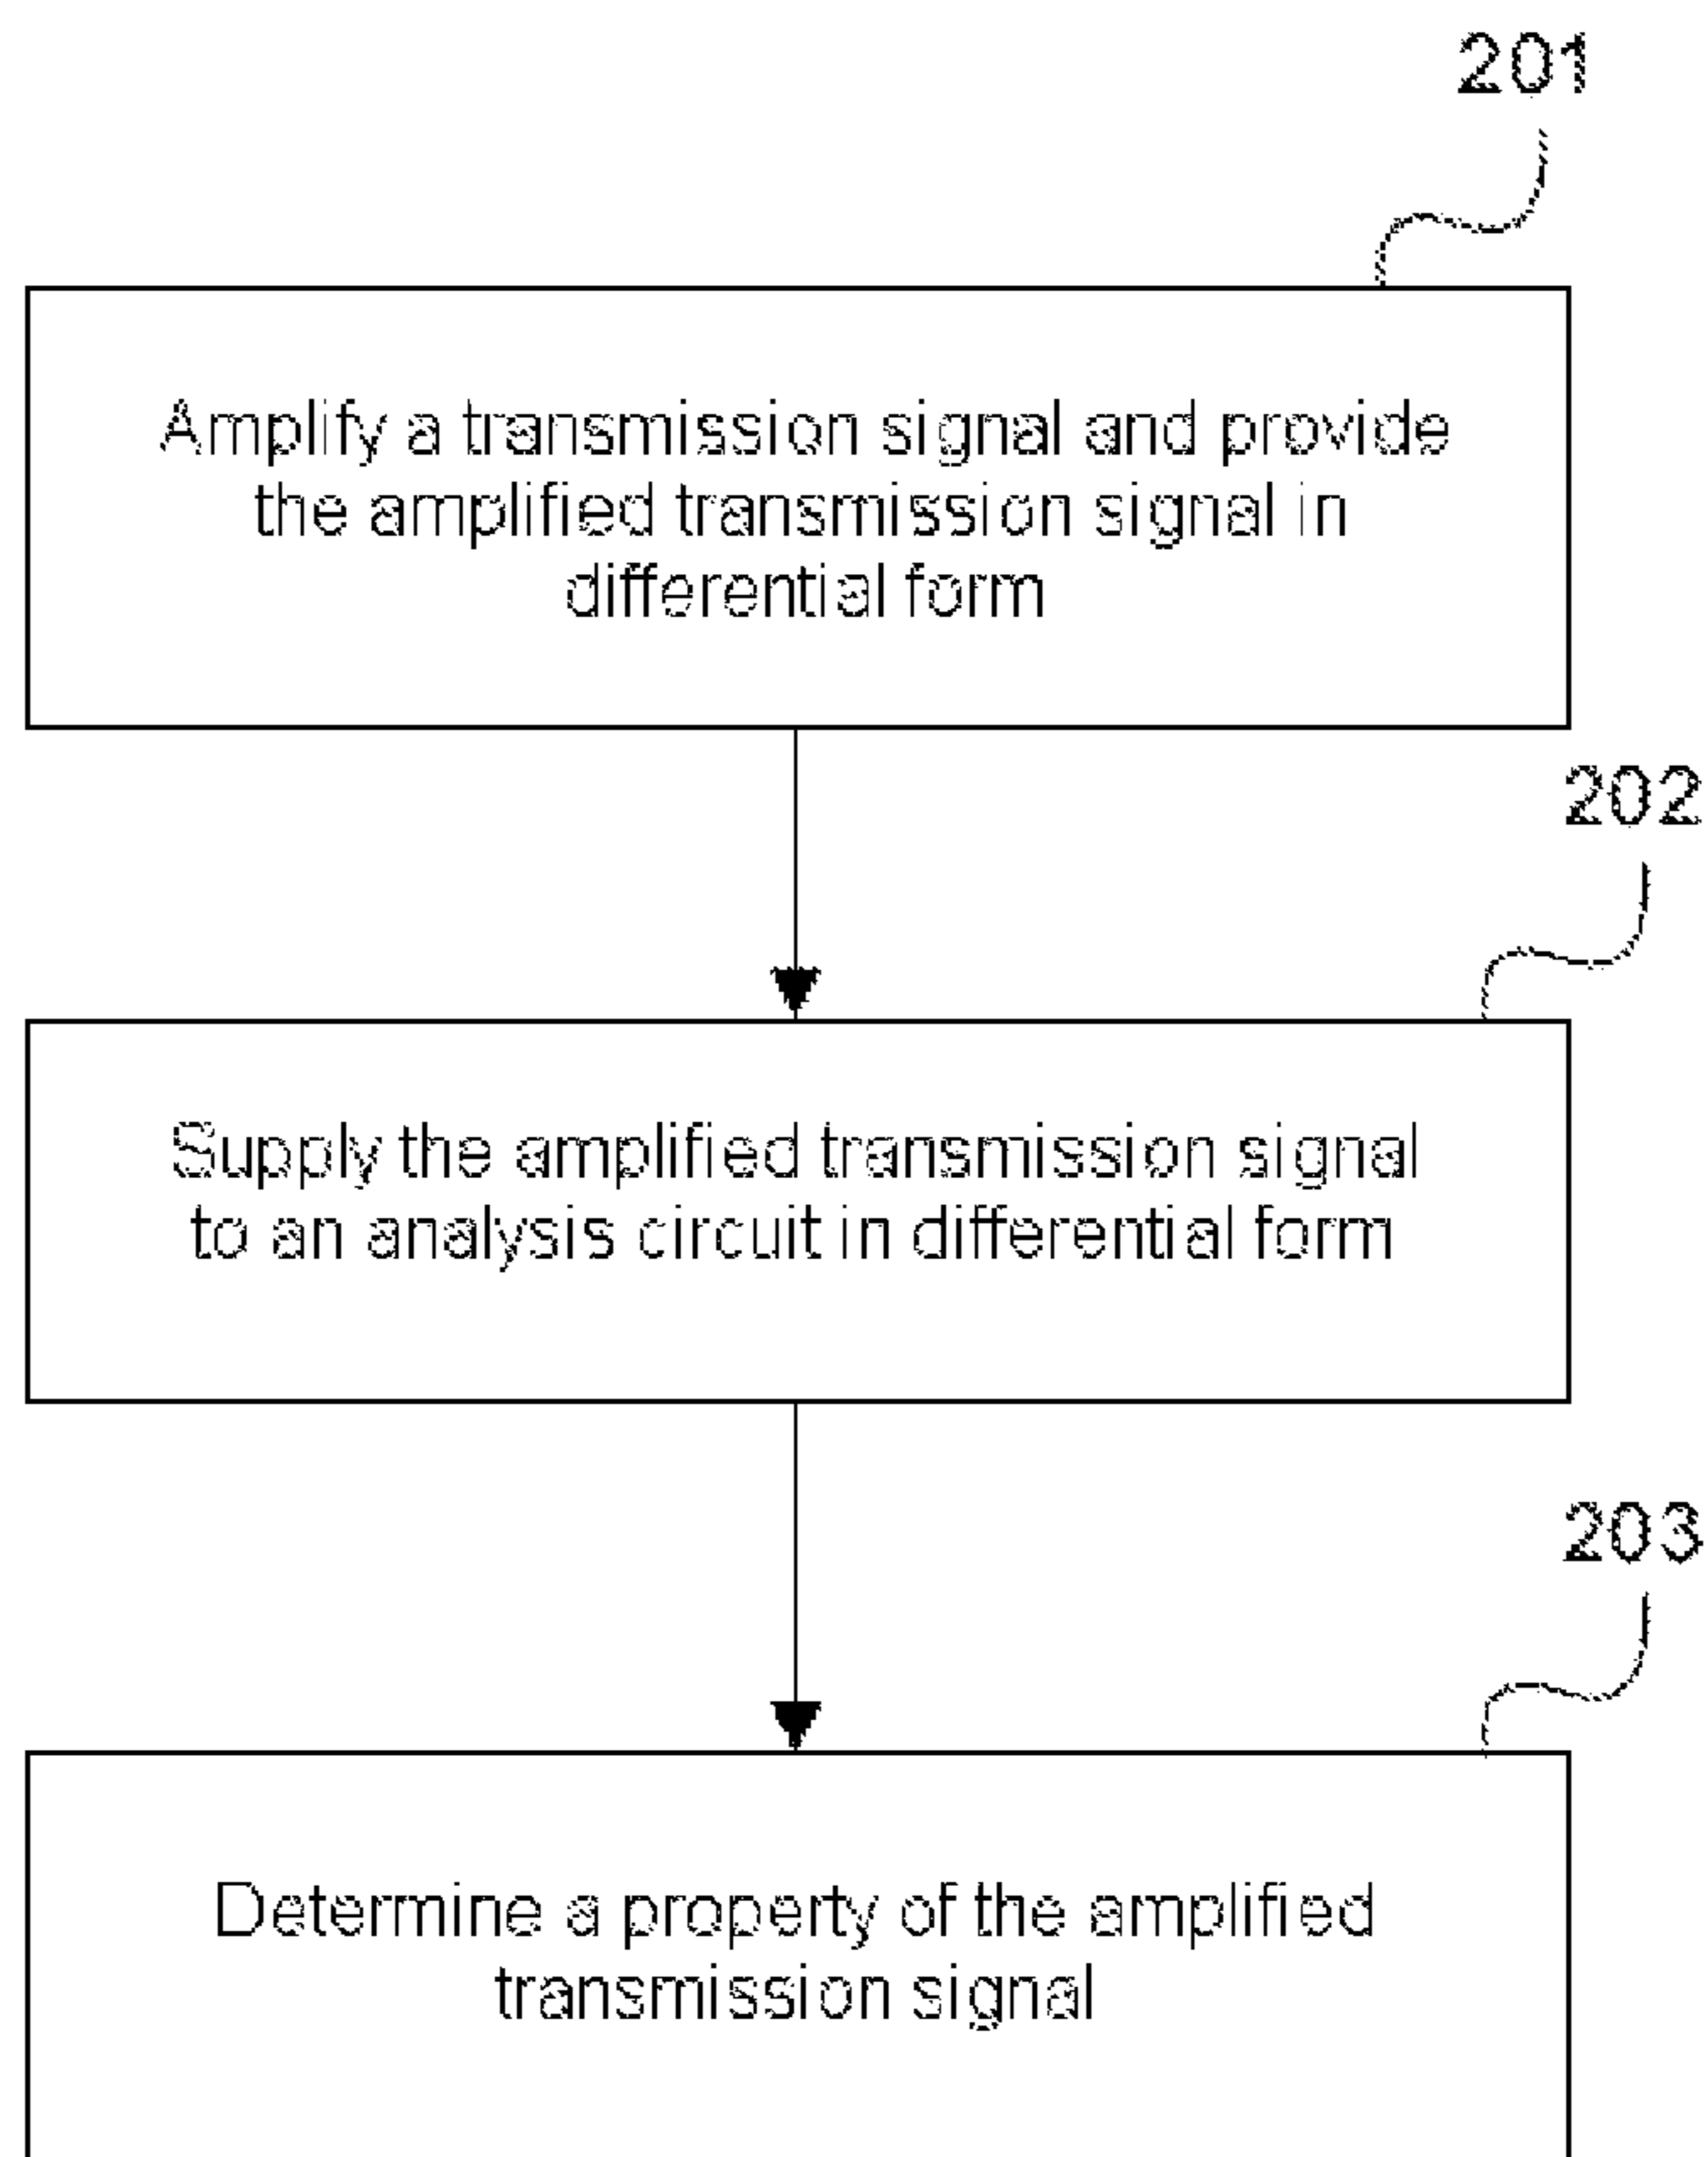 201
Amplify a transmission signal and provide
the amplified transmission signal in
differential form
202
Supply the amplified transmission signal
to an analysis circuit in differential form
203
Determine a property of the amplified
transmission signal